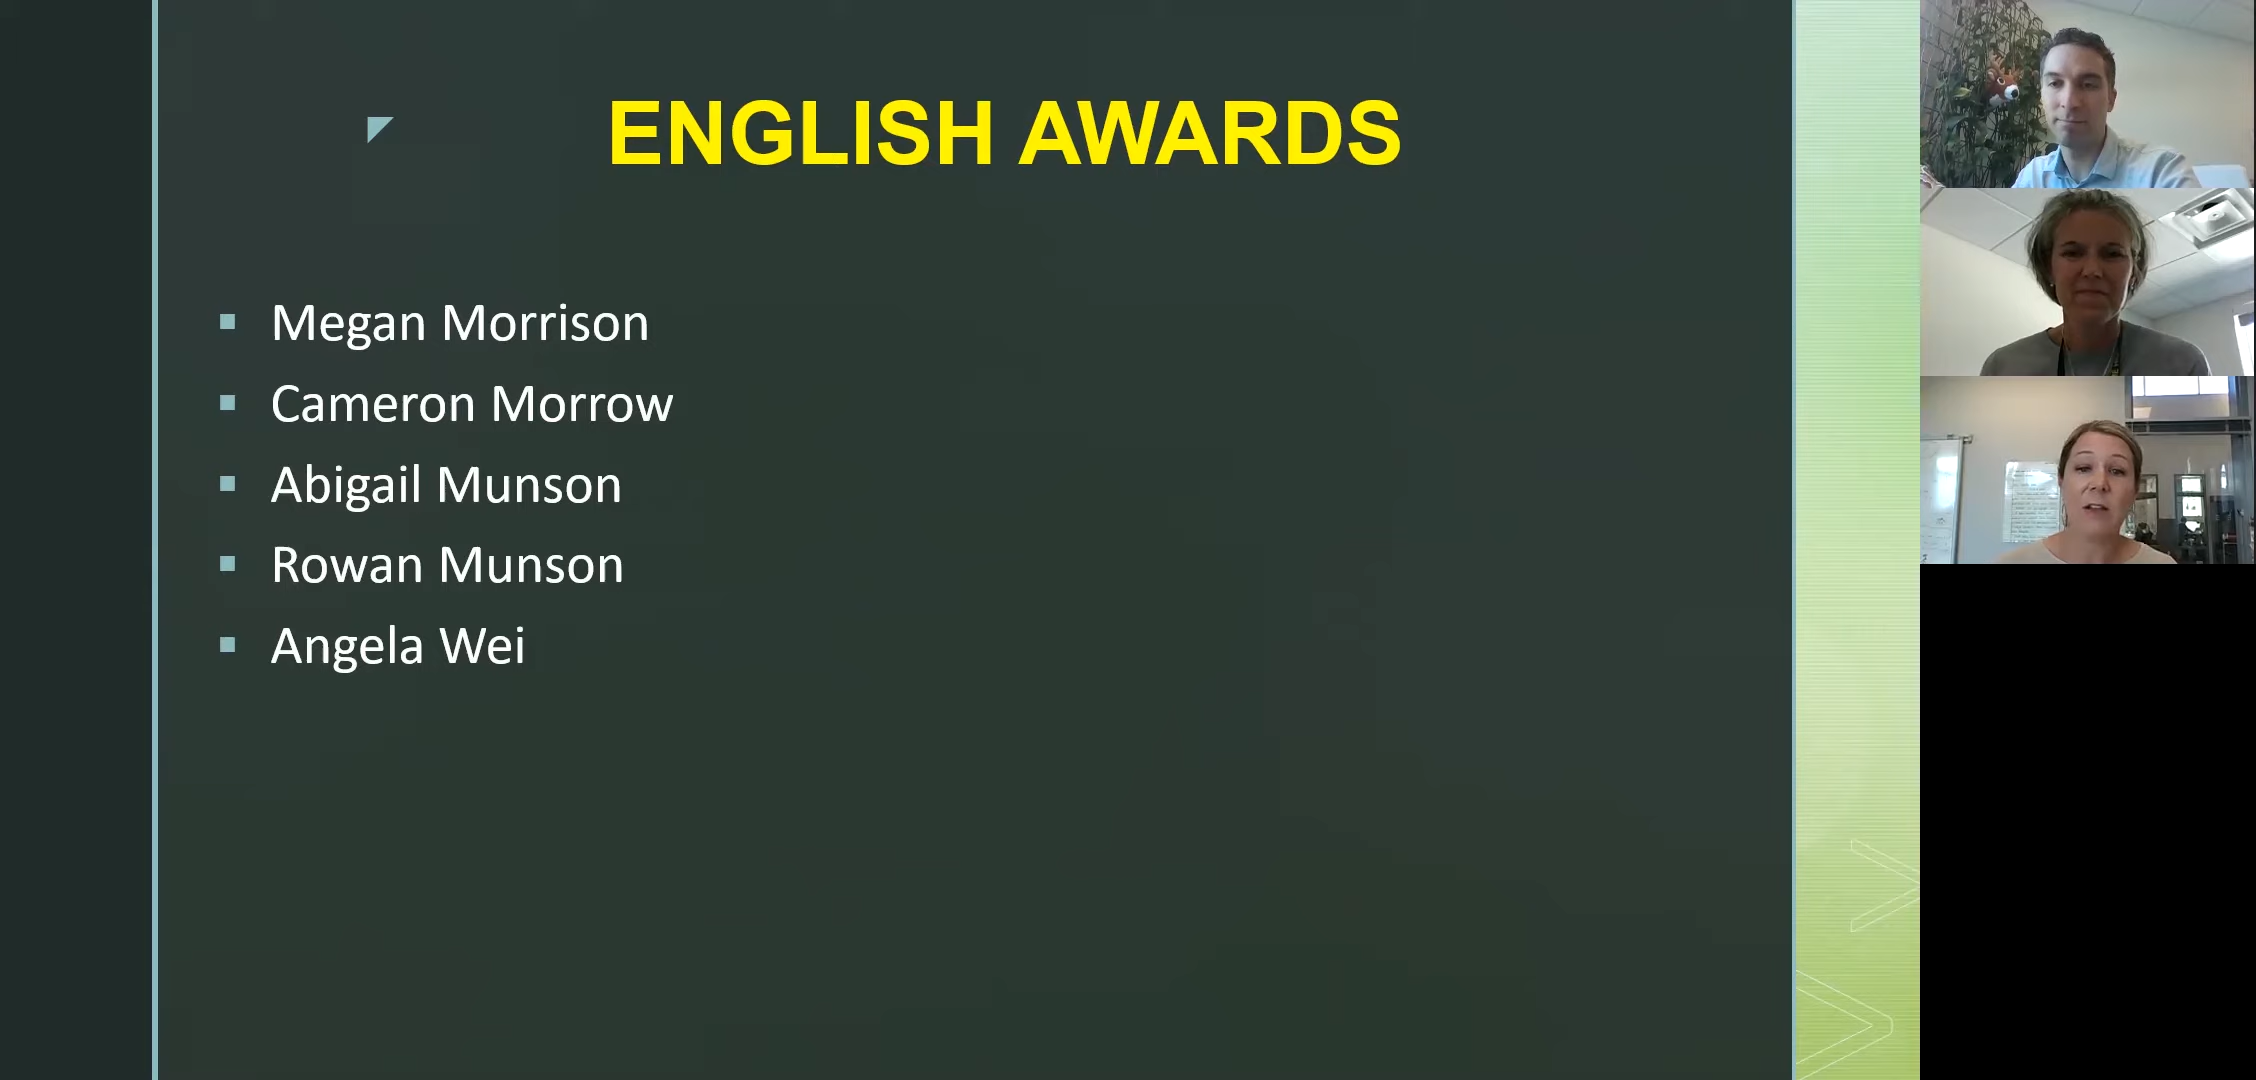 ENGLISH AWARDS
Megan Morrison
Cameron Morrow
Abigail Munson
Rowan Munson
Angela Wei